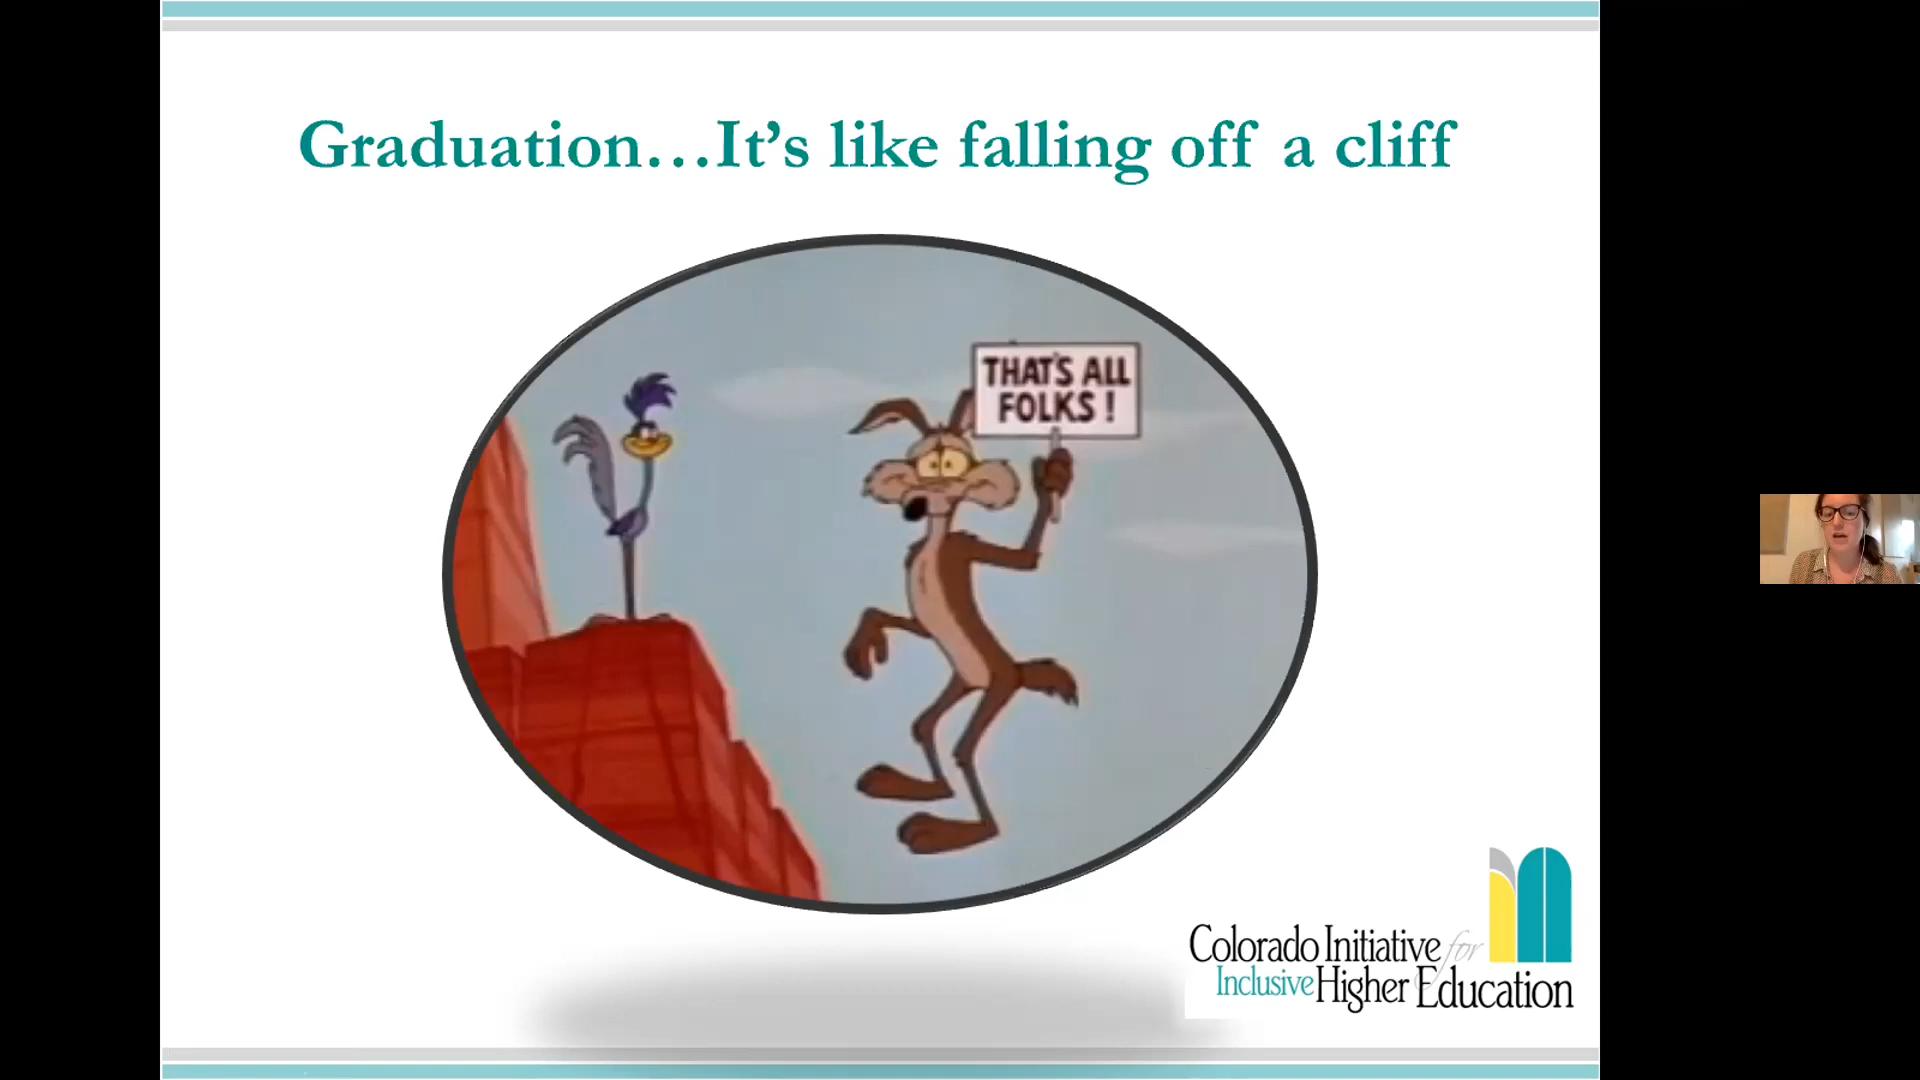 Graduation…It’s like falling off a cliff
THAT'S ALL
FOLKS !
Colorado Initiative for
Inclusive Higher Education